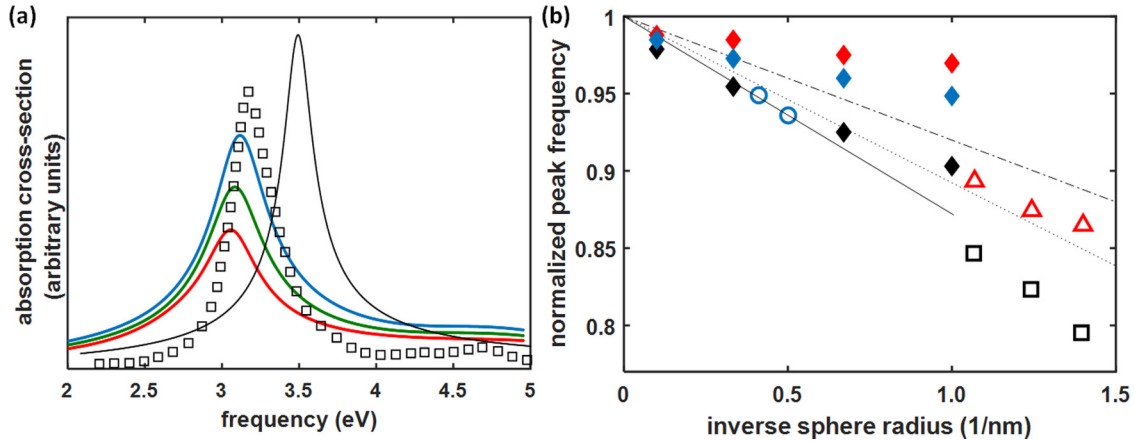 (a)
absorption cross-section
(arbitrary units)
2 2.5 3 3.5 4 4.5 5
frequency (eV)
(b)
normalized peak frequency
1
0.95
0.9
0.85
0.8
0 0.5 1.0 1.5
inverse sphere radius (1/nm)